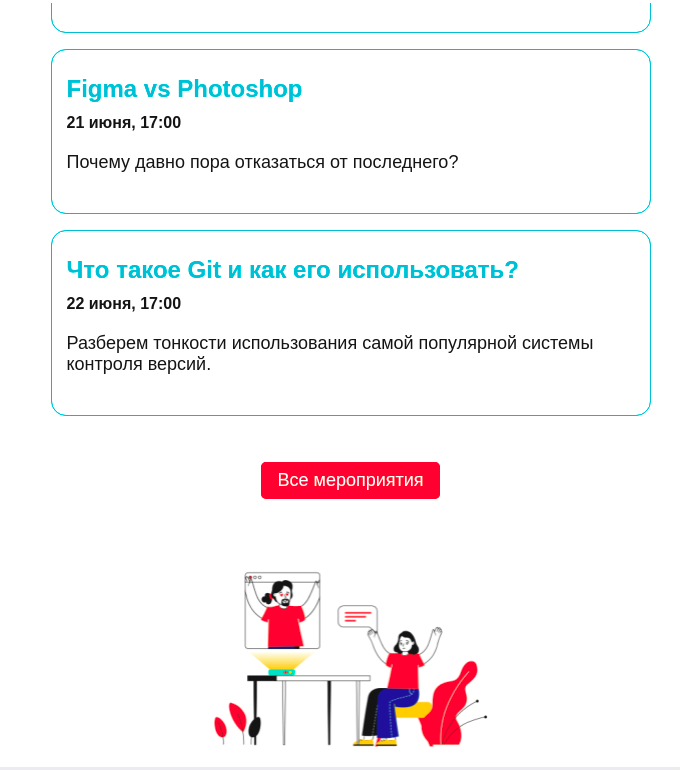 Figma vs Photoshop
21 июня, 17:00
Почему давно пора отказаться от последнего?
Что такое Git и как его использовать?
22 июня, 17:00
Разберем тонкости использования самой популярной системы
контроля версий.
Все мероприятия